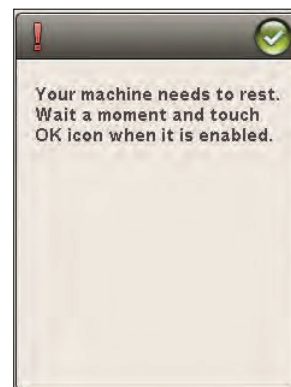 Your machine needs to rest.
Wait a moment and touch
OK icon when it is enabled.